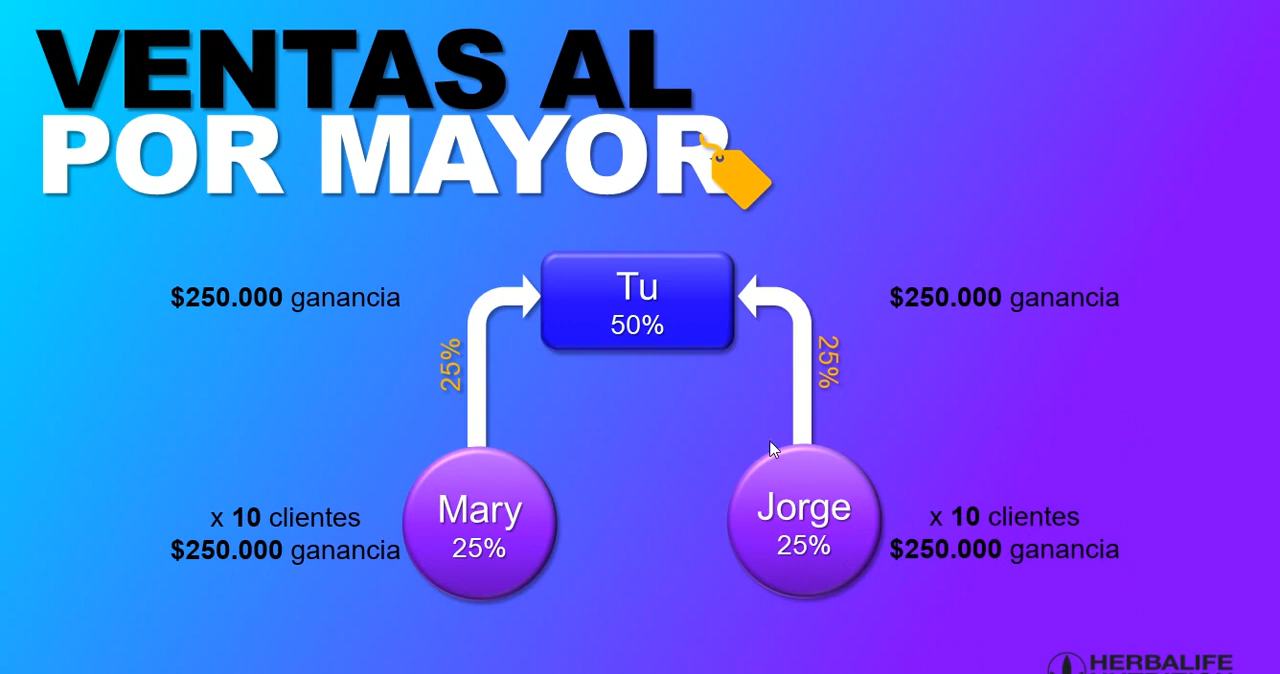 VENTAS AL
POR MAYOR
$250.000 ganancia
Tu
50%
$250.000 ganancia
25%
25%
Mary
25%
x 10 clientes
$250.000 ganancia
Jorge
25%
x 10 clientes
$250.000 ganancia
HERBALIFE